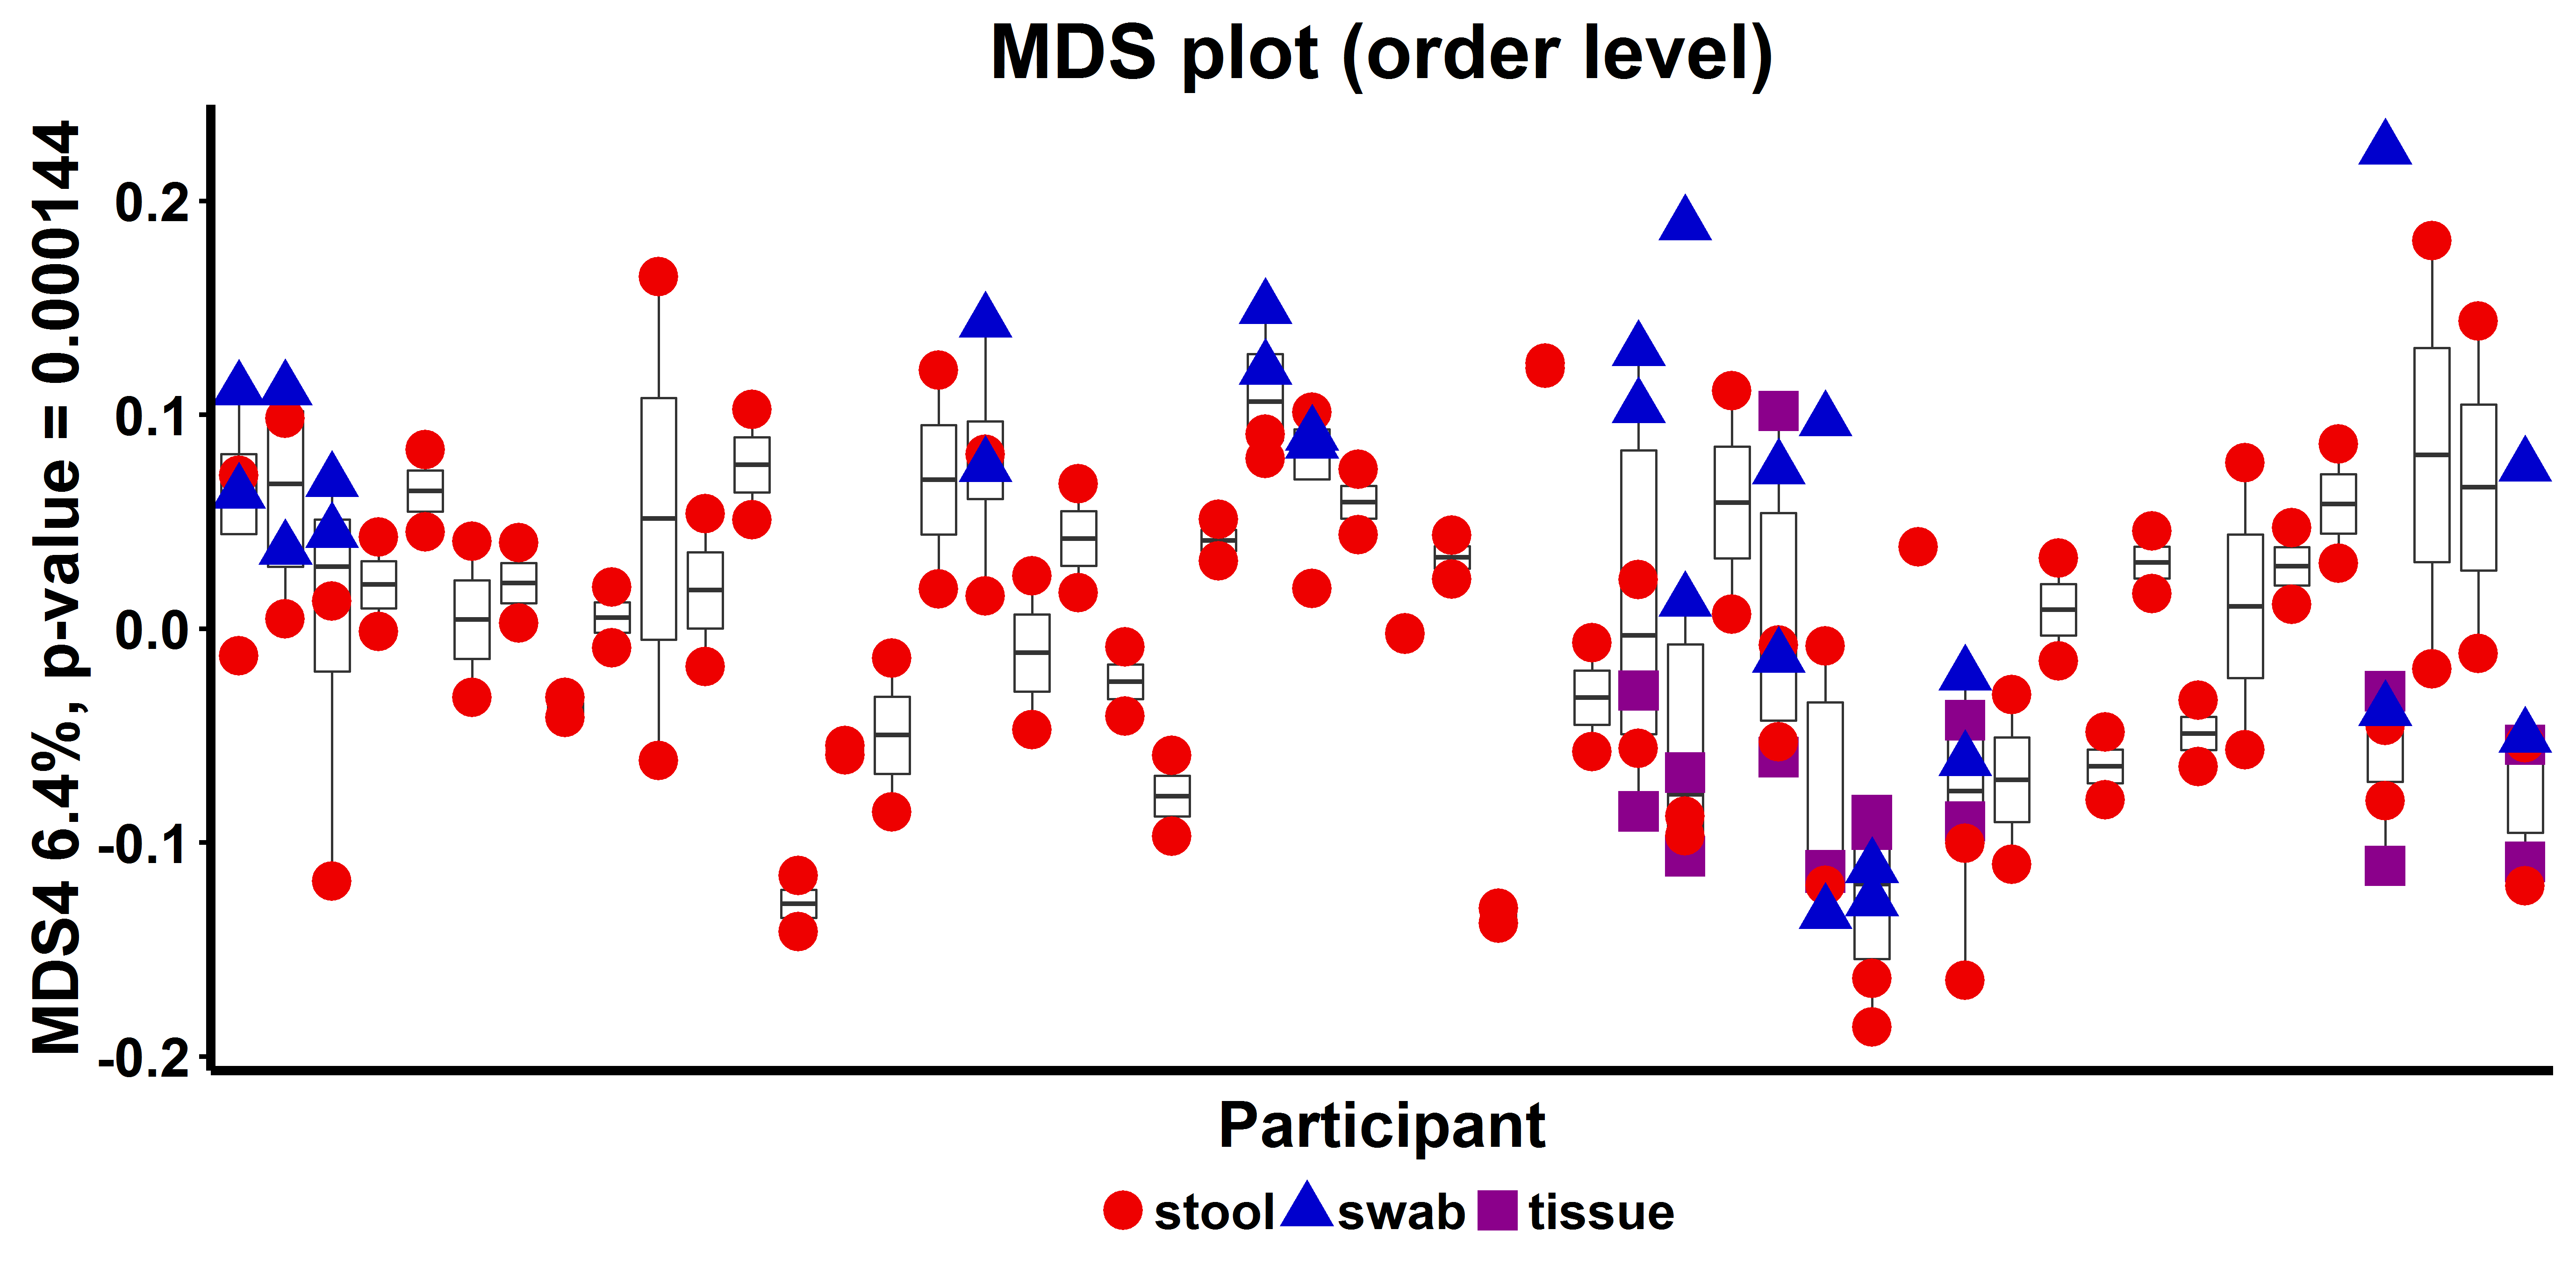 MDS plot (order level)
MDS4 6.4%, p-value = 0.000144
0.2
0.1
0.0
-0.1
-0.2
Participant
stool swab tissue